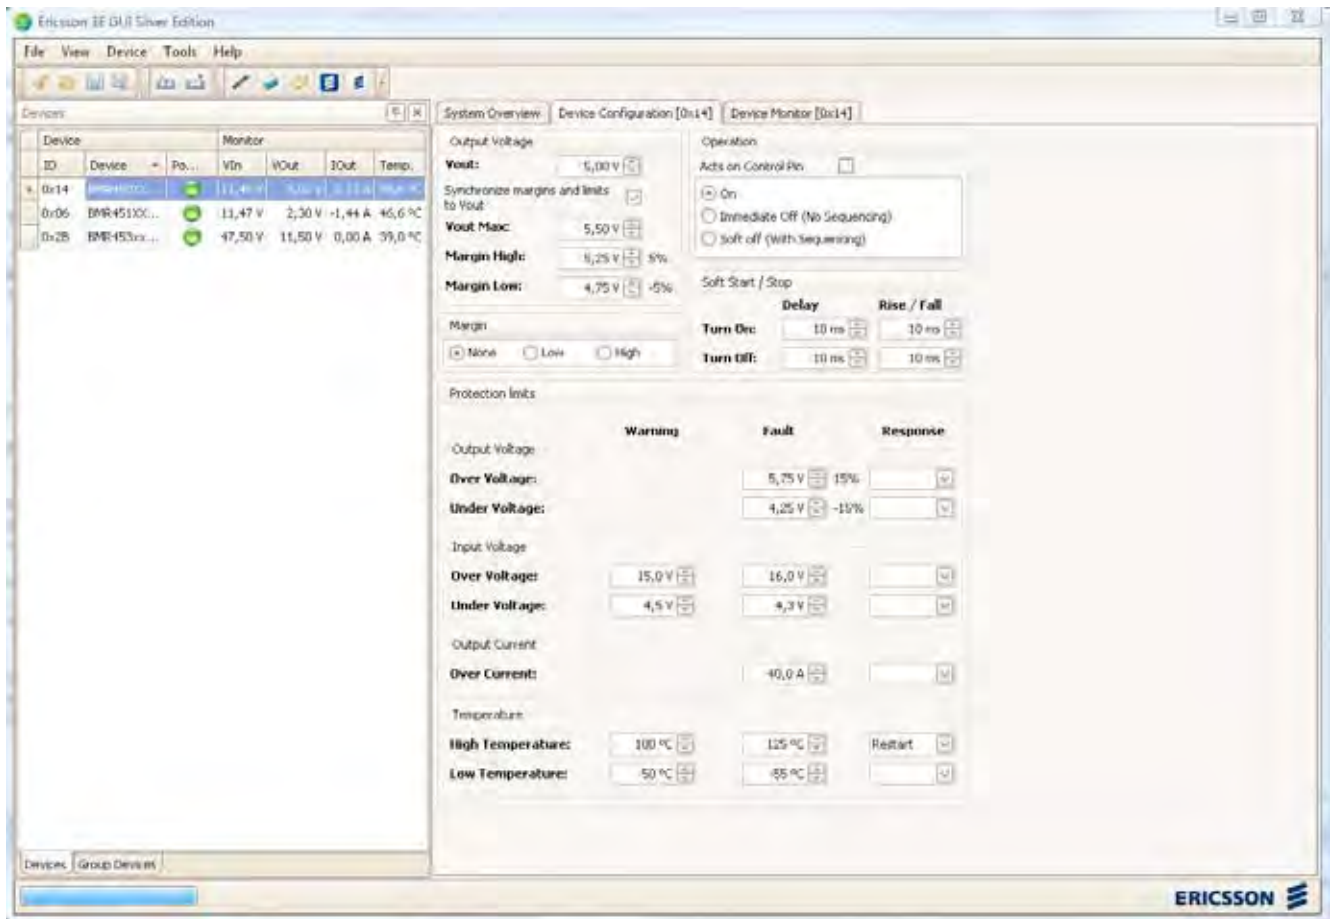 Ericsson 3E GUI Silver Edition
File View Device Tools Help
Devices
Device Monitor
ID Device Po... VIn VOut IOut Temp.
0x14
0x06 BMR451XX... 11,47 V 2,30 V -1,44 A 46,6 ºC
0x2B BMR453xx... 47,50 V 11,50 V 0,00 A 39,0 ºC
Devices Group Devices
System Overview Device Configuration [0x14] Device Monitor [0x14]
Output Voltage
Vout: 5,00 V
Synchronize margins and limits
to Vout
Vout Max: 5,50 V
Margin High: 5,25 V 5%
Margin Low: 4,75 V -5%
Margin
None Low High
Operation
Acts on Control Pin
On
Immediate Off (No Sequencing)
Soft off (With Sequencing)
Soft Start / Stop
Delay Rise / Fall
Turn On: 10 ms 10 ms
Turn Off: 10 ms 10 ms
Protection limits
Warning Fault Response
Output Voltage
Over Voltage: 5,75 V 15%
Under Voltage: 4,25 V -15%
Input Voltage
Over Voltage: 15,0 V 16,0 V
Under Voltage: 4,5 V 4,3 V
Output Current
Over Current: 40,0 A
Temperature
High Temperature: 100 ºC 125 ºC Restart
Low Temperature: -50 ºC -55 ºC
ERICSSON